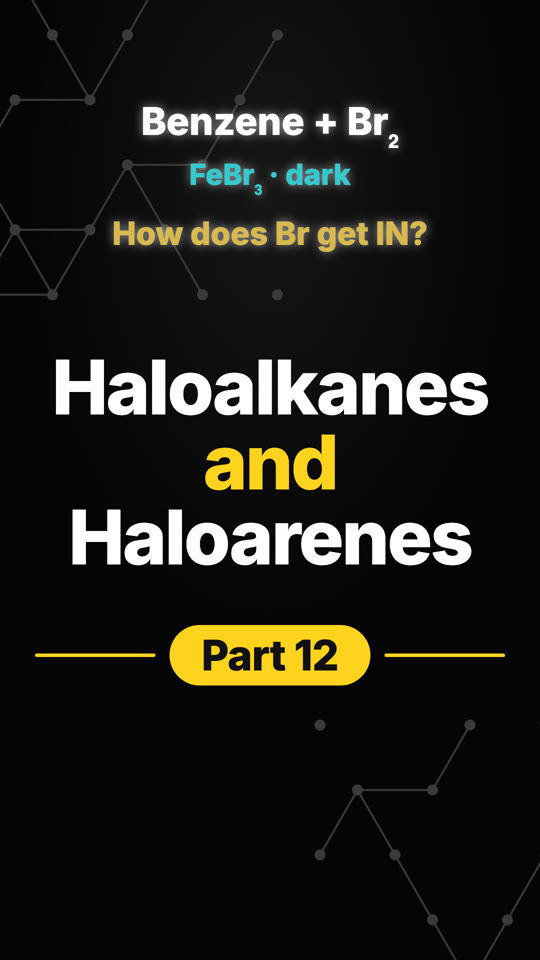 Benzene + Br₂
FeBr₃ · dark
How does Br get IN?
Haloalkanes
and
Haloarenes
Part 12